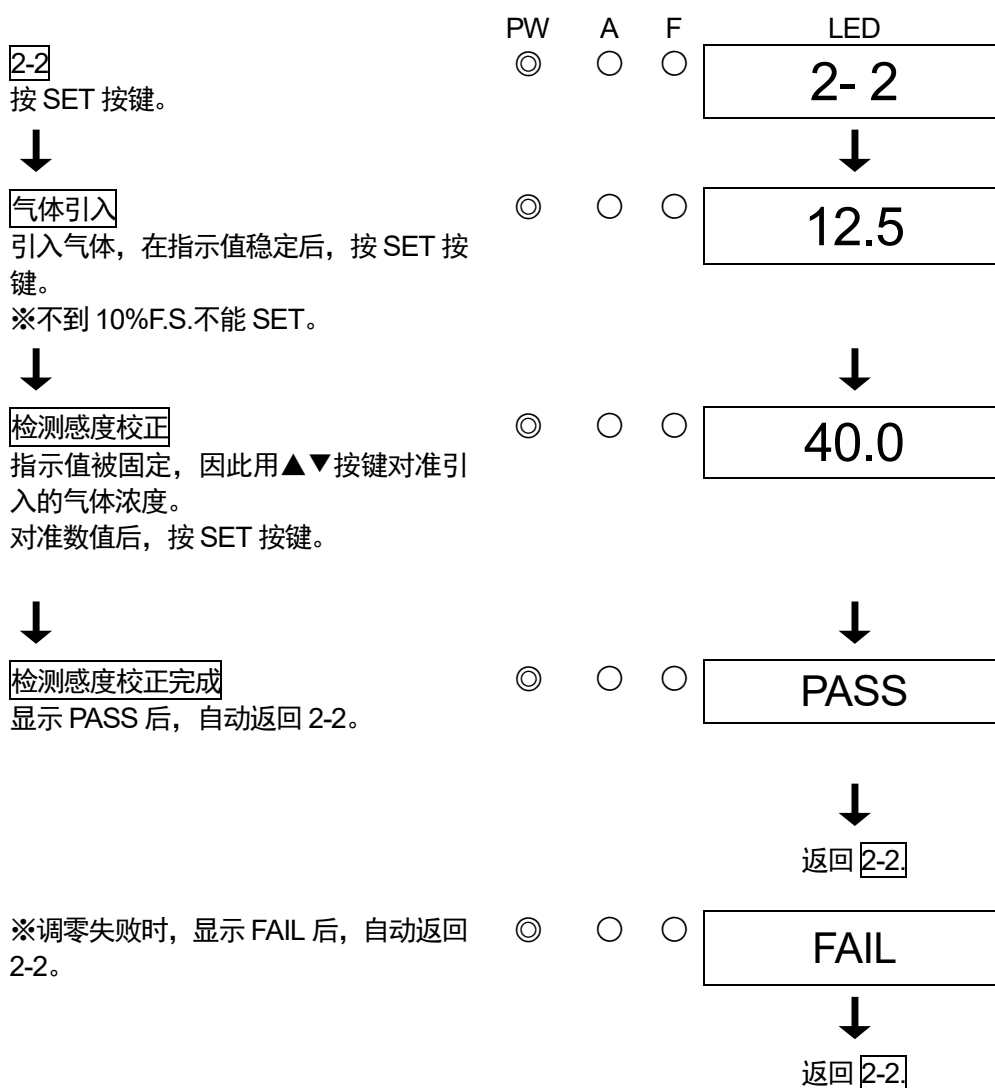 PW A F LED
2-2 ◎ ○ ○ 2- 2
按 SET 按键。
↓ ↓
气体引入 ◎ ○ ○ 12.5
引入气体，在指示值稳定后，按 SET 按
键。
※不到 10%F.S.不能 SET。
↓ ↓
检测感度校正 ◎ ○ ○ 40.0
指示值被固定，因此用▲▼按键对准引
入的气体浓度。
对准数值后，按 SET 按键。
↓ ↓
检测感度校正完成 ◎ ○ ○ PASS
显示 PASS 后，自动返回 2-2。
↓
返回 2-2.
※调零失败时，显示 FAIL 后，自动返回 ◎ ○ ○ FAIL
2-2。
↓
返回 2-2.